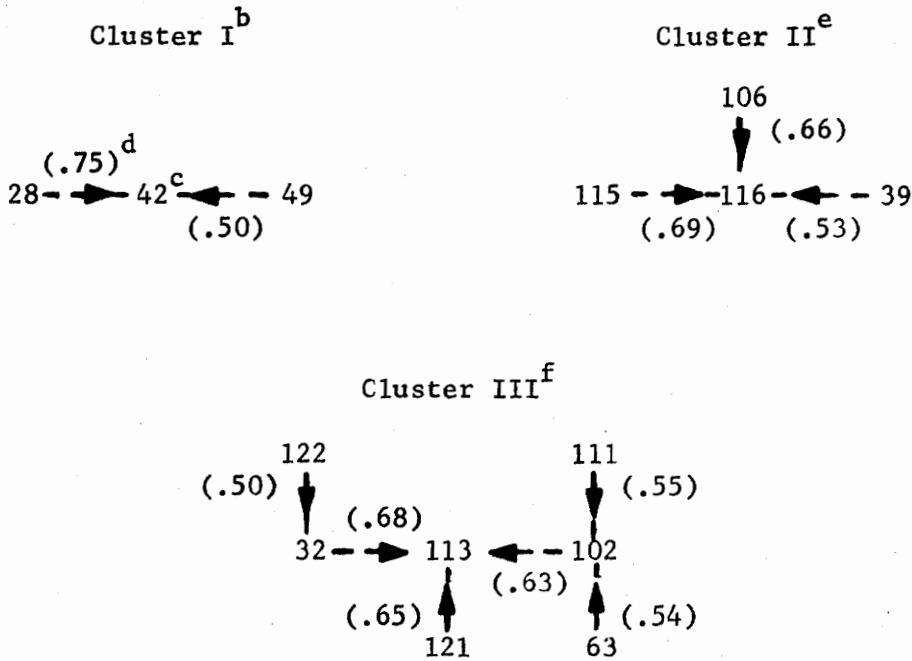 Cluster I^b
Cluster II^e
106
(.66)
(.75)^d
28 42^c 49
(.50)
115 116 39
(.69) (.53)
Cluster III^f
122 111
(.50) (.55)
(.68)
32 113 102
(.63)
(.65) (.54)
121 63